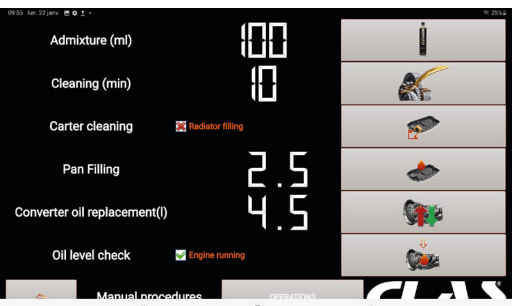 09:55 lun. 22 janv.
25%
Admixture (ml) 100
Cleaning (min) 10
Carter cleaning Radiator filling
Pan Filling 2.5
Converter oil replacement(l) 4.5
Oil level check Engine running
Manual procedures OPERATIONS CLAS